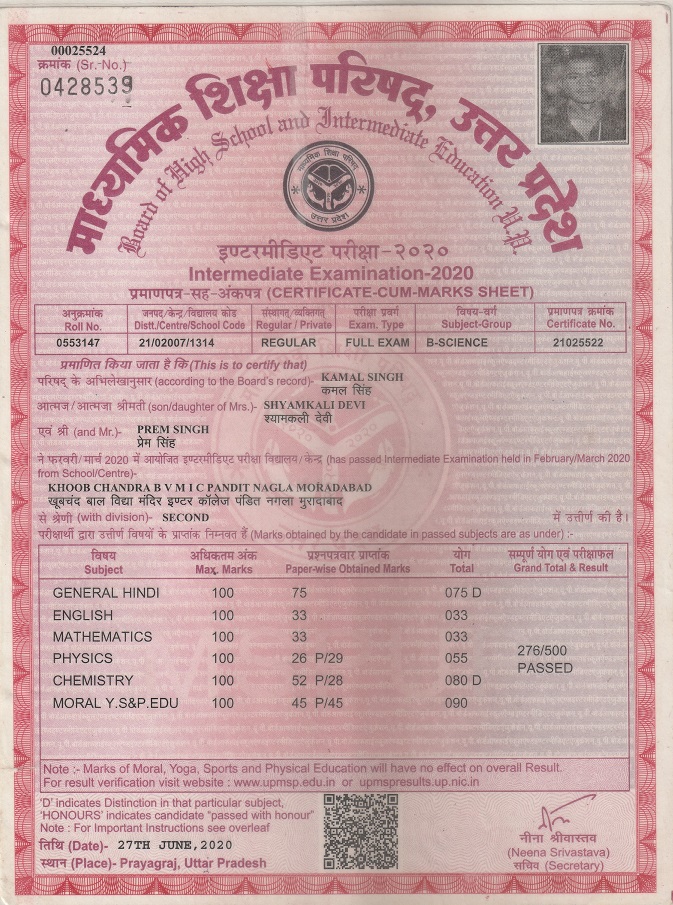 00025524
क्रमांक (Sr.-No.)
0428539
माध्यमिक शिक्षा परिषद्, उत्तर प्रदेश
Board of High School and Intermediate Education U.P.
माध्यमिक शिक्षा परिषद
उत्तर प्रदेश
इण्टरमीडिएट परीक्षा-२०२०
Intermediate Examination-2020
प्रमाणपत्र-सह-अंकपत्र (CERTIFICATE-CUM-MARKS SHEET)
अनुक्रमांक जनपद/केन्द्र/विद्यालय कोड संस्थागत/व्यक्तिगत परीक्षा प्रकार विषय-वर्ग प्रमाणपत्र क्रमांक
Roll No. Distt./Centre/School Code Regular / Private Exam. Type Subject-Group Certificate No.
0553147 21/02007/1314 REGULAR FULL EXAM B-SCIENCE 21025522
प्रमाणित किया जाता है कि (This is to certify that)
परिषद् के अभिलेखानुसार (according to the Board's record)- KAMAL SINGH
कमल सिंह
आत्मज/आत्मजा श्रीमती (son/daughter of Mrs.)- SHYAMKALI DEVI
श्यामकली देवी
एवं श्री (and Mr.)- PREM SINGH
प्रेम सिंह
ने फरवरी/मार्च 2020 में आयोजित इण्टरमीडिएट परीक्षा विद्यालय/केन्द्र (has passed Intermediate Examination held in February/March 2020
from School/Centre)-
KHOOB CHANDRA B V M I C PANDIT NAGLA MORADABAD
खूबचंद बाल विद्या मंदिर इण्टर कॉलेज पंडित नगला मुरादाबाद
से श्रेणी (with division)- SECOND में उत्तीर्ण की है।
परीक्षार्थी द्वारा उत्तीर्ण विषयों के प्राप्तांक निम्नवत हैं (Marks obtained by the candidate in passed subjects are as under) :-
विषय अधिकतम अंक प्रश्नपत्रवार प्राप्तांक योग सम्पूर्ण योग एवं परीक्षाफल
Subject Max. Marks Paper-wise Obtained Marks Total Grand Total & Result
GENERAL HINDI 100 75 075 D
ENGLISH 100 33 033
MATHEMATICS 100 33 033
PHYSICS 100 26 P/29 055 276/500
CHEMISTRY 100 52 P/28 080 D PASSED
MORAL Y.S&P.EDU 100 45 P/45 090
Note :- Marks of Moral, Yoga, Sports and Physical Education will have no effect on overall Result.
For result verification visit website : www.upmsp.edu.in or upmspresults.up.nic.in
'D' indicates Distinction in that particular subject,
'HONOURS' indicates candidate "passed with honour"
Note : For Important Instructions see overleaf
तिथि (Date)- 27TH JUNE,2020
स्थान (Place)- Prayagraj, Uttar Pradesh
नीना श्रीवास्तव
(Neena Srivastava)
सचिव (Secretary)